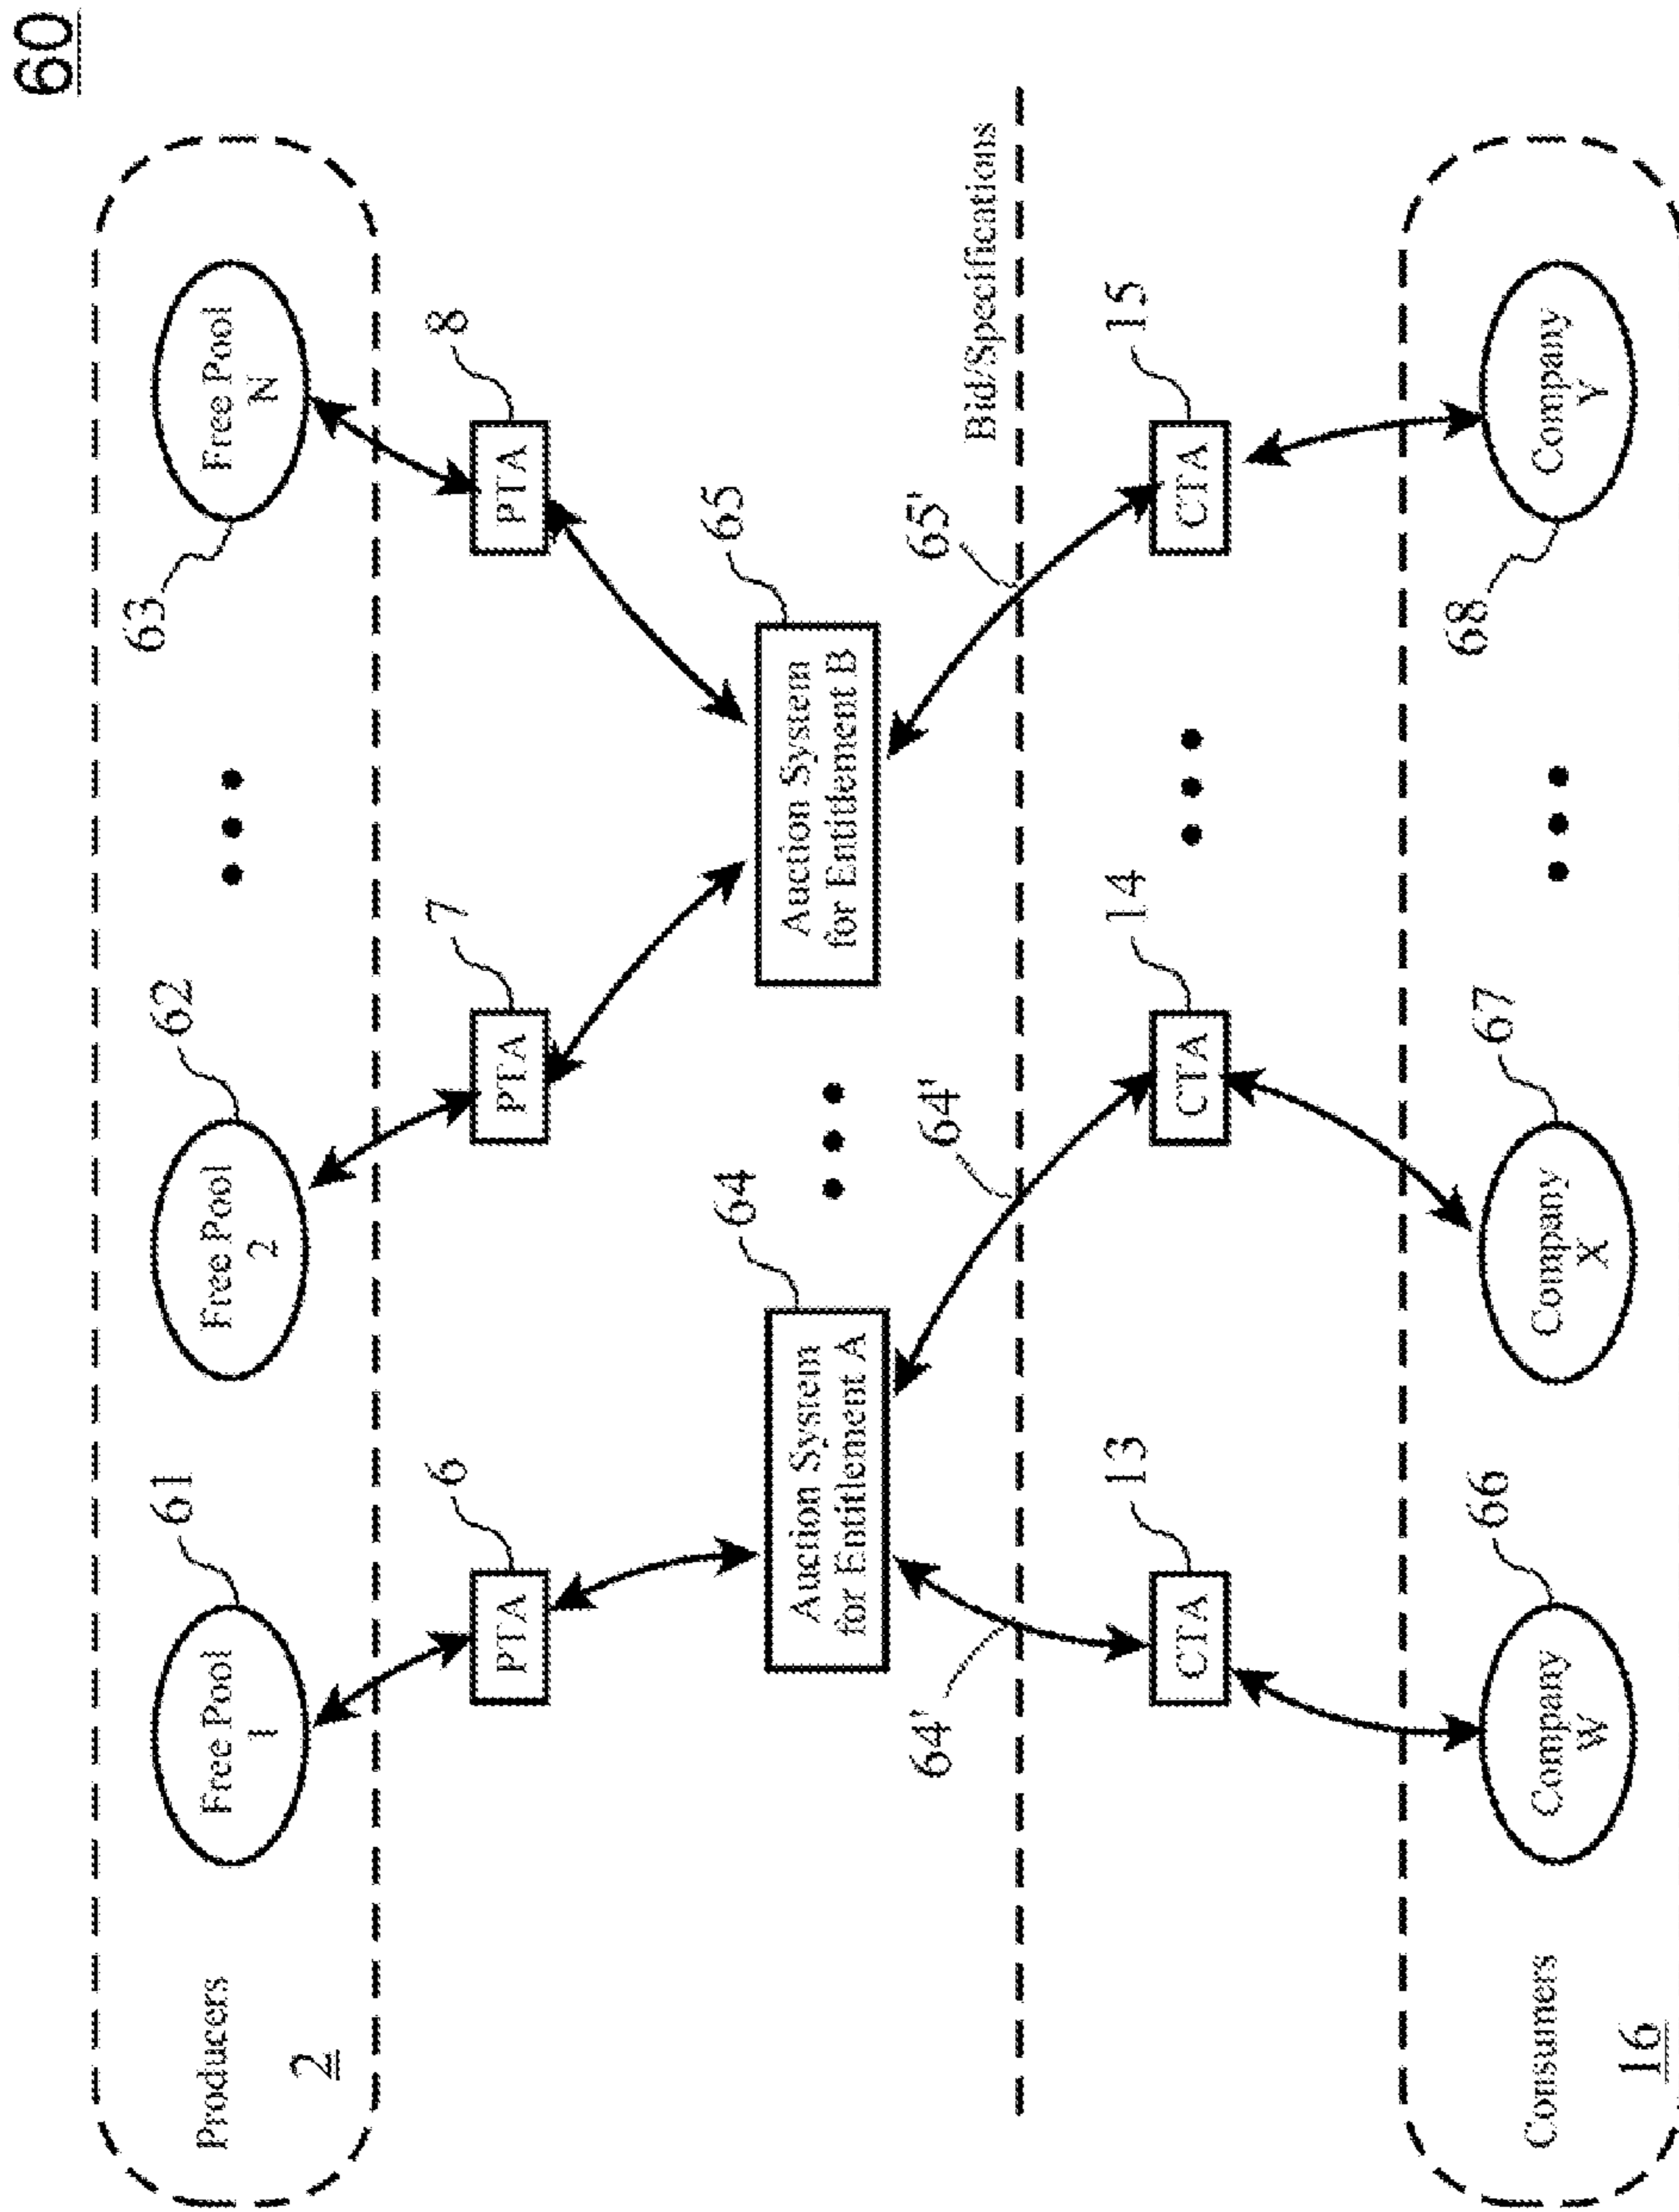 60
Producers
2
Free Pool
1
61
Free Pool
2
62
Free Pool
N
63
PTA
6
PTA
7
PTA
8
Auction System
for Entitlement A
64
Auction System
for Entitlement B
65
64'
64'
65'
Bid/Specifications
CTA
13
CTA
14
CTA
15
Consumers
16
Company
W
66
Company
X
67
Company
Y
68